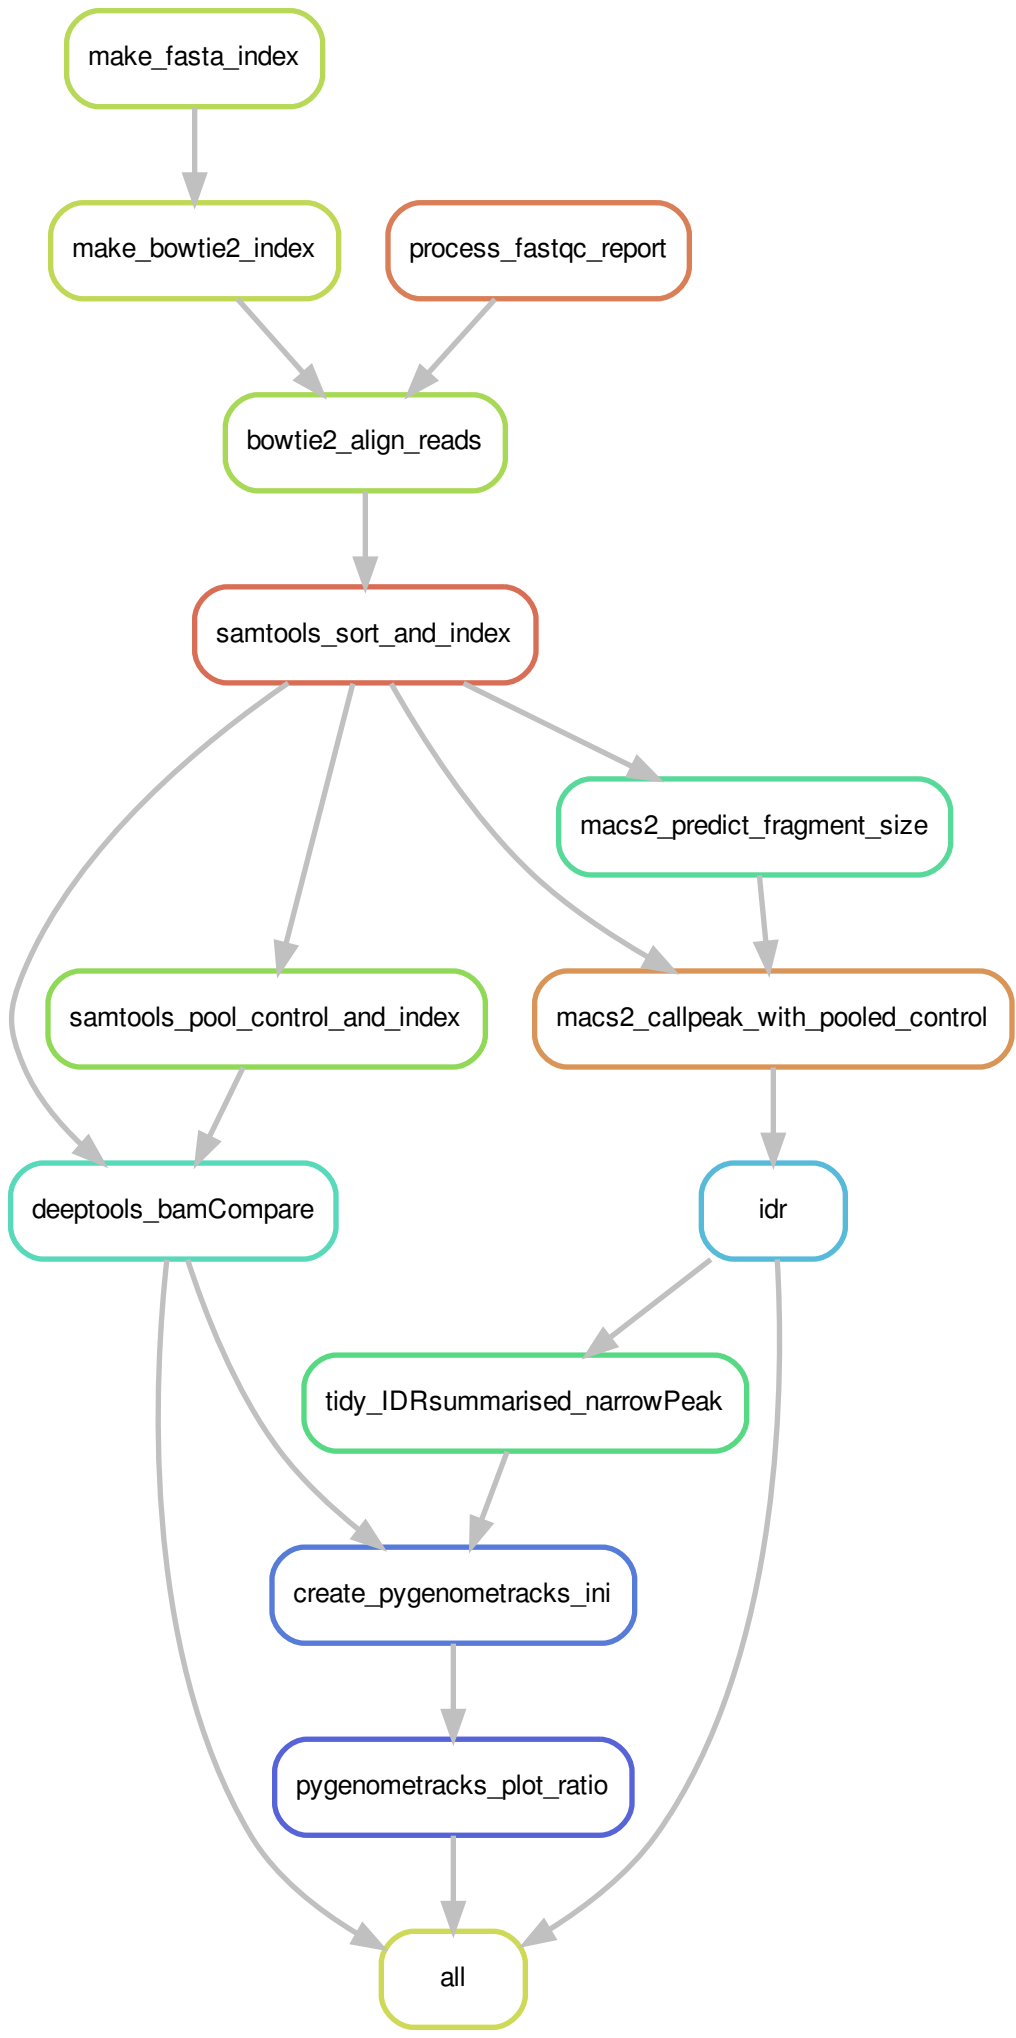 make_fasta_index
make_bowtie2_index
process_fastqc_report
bowtie2_align_reads
samtools_sort_and_index
macs2_predict_fragment_size
samtools_pool_control_and_index
macs2_callpeak_with_pooled_control
deeptools_bamCompare
idr
tidy_IDRsummarised_narrowPeak
create_pygenometracks_ini
pygenometracks_plot_ratio
all